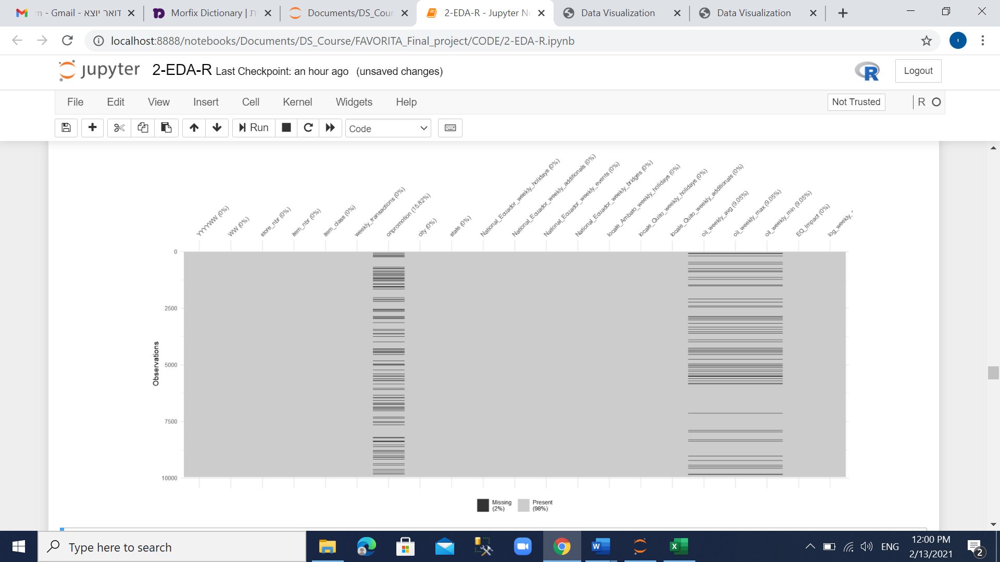 m - Gmail - דואר יוצא
Morfix Dictionary | ת
Documents/DS_Cour
2-EDA-R - Jupyter No
Data Visualization
Data Visualization
localhost:8888/notebooks/Documents/DS_Course/FAVORITA_Final_project/CODE/2-EDA-R.ipynb
jupyter 2-EDA-R Last Checkpoint: an hour ago (unsaved changes)
R
Logout
File Edit View Insert Cell Kernel Widgets Help
Not Trusted
R
Run
Code
YYYYWW (0%)
WW (0%)
store_nbr (0%)
item_nbr (0%)
item_class (0%)
weekly_transactions (0%)
onpromotion (15.82%)
city (0%)
state (0%)
National_Ecuador_weekly_holidays (0%)
National_Ecuador_weekly_additionals (0%)
National_Ecuador_weekly_events (0%)
National_Ecuador_weekly_bridges (0%)
locale_Ambato_weekly_holidays (0%)
locale_Quito_weekly_holidays (0%)
locale_Quito_weekly_additionals (0%)
oil_weekly_avg (9.05%)
oil_weekly_max (9.05%)
oil_weekly_min (9.05%)
EQ_Impact (0%)
log_weekly_
0
2500
5000
7500
10000
Observations
Missing
(2%)
Present
(98%)
Type here to search
ENG
12:00 PM
2/13/2021
2